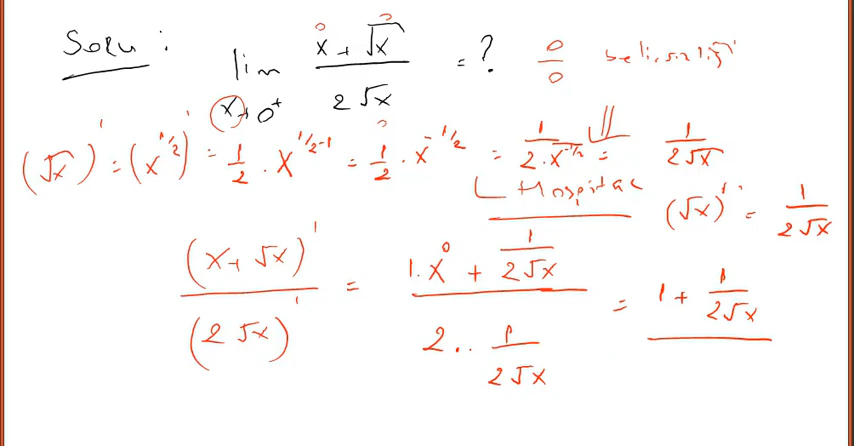 Soru : lim x→0⁺ (x + √x) / (2√x) = ? 0/0 belirsizliği
(√x)' = (x^1/2)' = 1/2 · x^1/2-1 = 1/2 · x^-1/2 = 1/(2·x^-1/2) = 1/(2√x)
L Hospital (√x)' = 1/(2√x)
(x + √x)' / (2√x)' = (1·x⁰ + 1/(2√x)) / (2 · 1/(2√x)) = 1 + 1/(2√x)